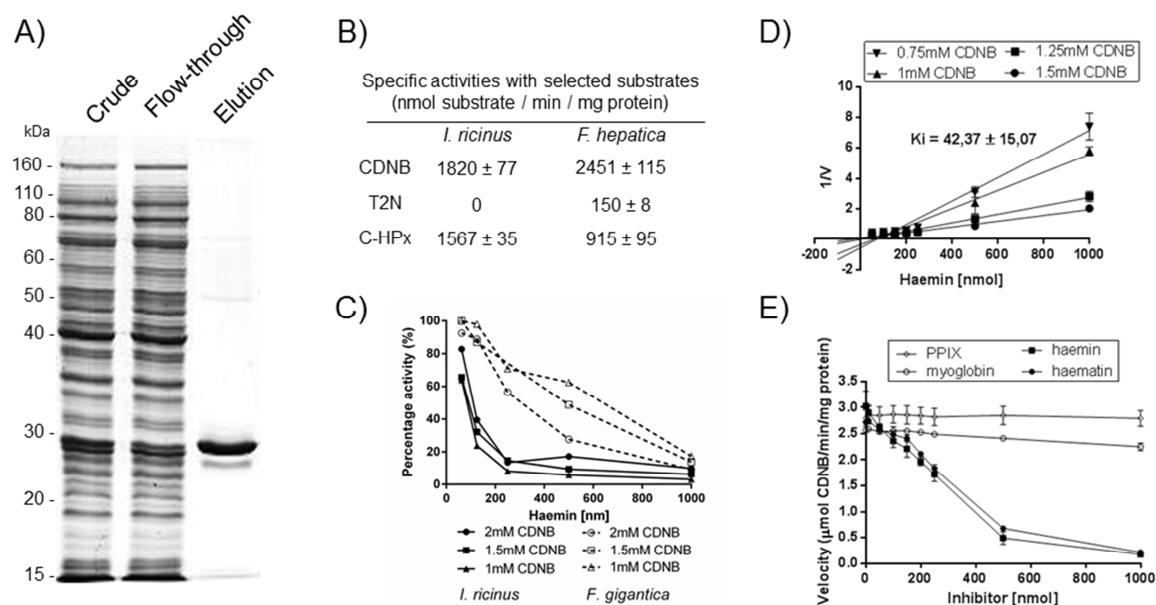 A)
Crude
Flow-through
Elution
kDa
160
110
80
60
50
40
30
20
15
B)
Specific activities with selected substrates
(nmol substrate / min / mg protein)
I. ricinus F. hepatica
CDNB 1820 ± 77 2451 ± 115
T2N 0 150 ± 8
C-HPx 1567 ± 35 915 ± 95
C)
Percentage activity (%)
100
80
60
40
20
0
0 200 400 600 800 1000
Haemin [nm]
2mM CDNB 2mM CDNB
1.5mM CDNB 1.5mM CDNB
1mM CDNB 1mM CDNB
I. ricinus F. gigantica
D)
0.75mM CDNB 1.25mM CDNB
1mM CDNB 1.5mM CDNB
Ki = 42,37 ± 15,07
1/V
10
8
6
4
2
-2
-200 200 400 600 800 1000
Haemin [nmol]
E)
PPIX haemin
myoglobin haematin
Velocity (µmol CDNB/min/mg protein)
3.5
3.0
2.5
2.0
1.5
1.0
0.5
0.0
0 200 400 600 800 1000
Inhibitor [nmol]